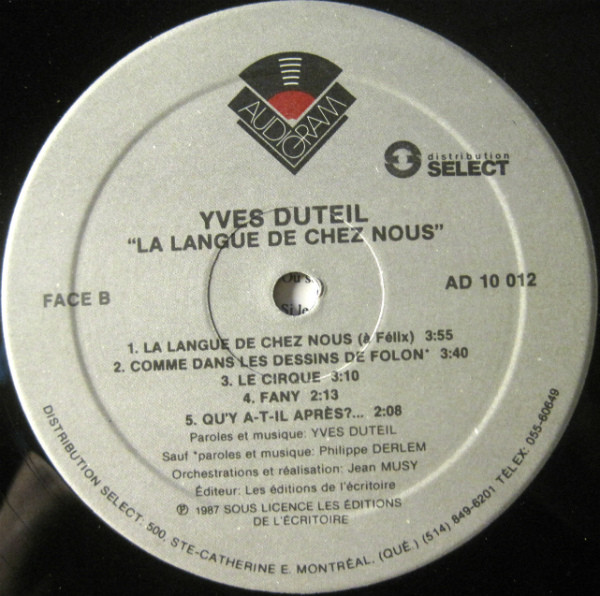 AUDIOGRAM
distribution
SELECT
YVES DUTEIL
"LA LANGUE DE CHEZ NOUS"
FACE B
AD 10 012
1. LA LANGUE DE CHEZ NOUS (à Félix) 3:55
2. COMME DANS LES DESSINS DE FOLON* 3:40
3. LE CIRQUE 3:10
4. FANY 2:13
5. QU'Y A-T-IL APRÈS?... 2:08
Paroles et musique: YVES DUTEIL
Sauf *paroles et musique: Philippe DERLEM
Orchestrations et réalisation: Jean MUSY
Éditeur: Les éditions de l'écritoire
℗ 1987 SOUS LICENCE LES ÉDITIONS
DE L'ÉCRITOIRE
DISTRIBUTION SELECT: 500, STE-CATHERINE E. MONTRÉAL, (QUÉ.) (514) 849-6201 TÉLEX: 055-60649